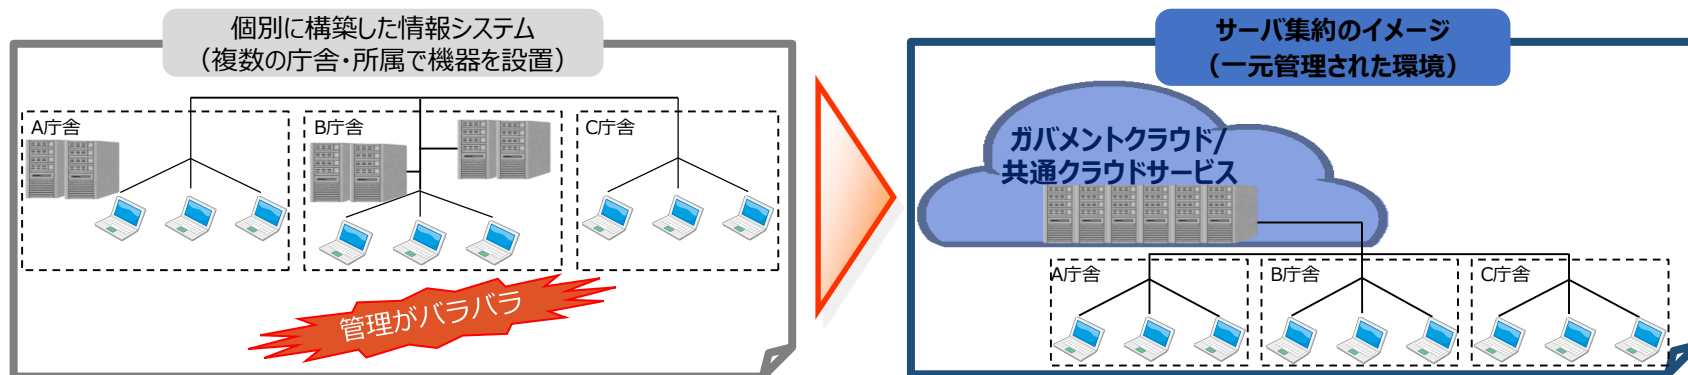 個別に構築した情報システム
（複数の庁舎・所属で機器を設置）
A庁舎
B庁舎
C庁舎
管理がバラバラ
サーバ集約のイメージ
（一元管理された環境）
ガバメントクラウド/
共通クラウドサービス
A庁舎
B庁舎
C庁舎